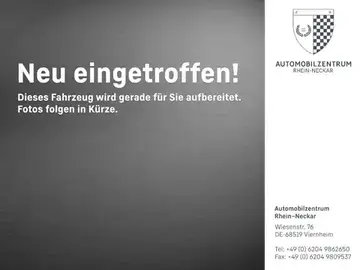 Neu eingetroffen!
Dieses Fahrzeug wird gerade für Sie aufbereitet.
Fotos folgen in Kürze.
AUTOMOBILZENTRUM
RHEIN-NECKAR
Automobilzentrum
Rhein-Neckar
Wiesenstr. 76
DE-68519 Viernheim
Tel: +49 (0) 6204 9862650
Fax: +49 (0) 6204 9809537